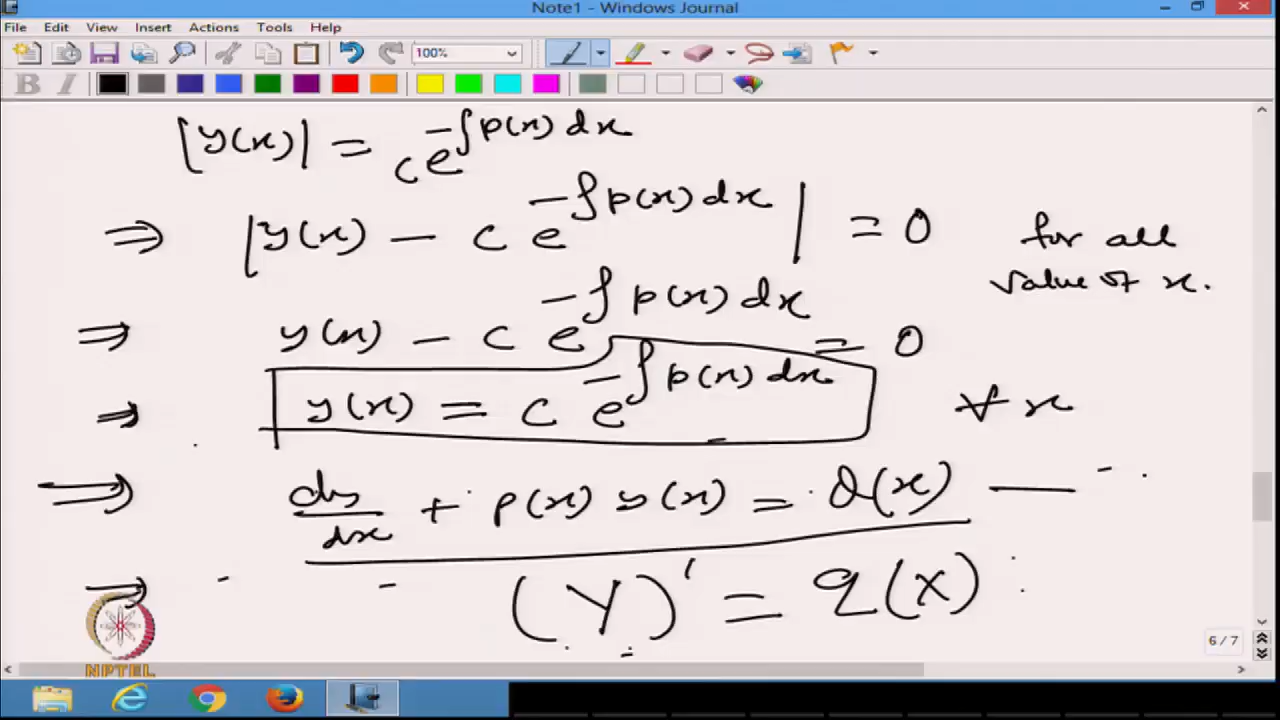 Note1 - Windows Journal
File Edit View Insert Actions Tools Help
100%
B I
|y(x)| = c e^{-∫p(x) dx}
⇒ |y(x) - c e^{-∫p(x) dx}| = 0 for all value of x.
⇒ y(x) - c e^{-∫p(x) dx} = 0
⇒ y(x) = c e^{-∫p(x) dx} ∀ x
⇒ dy/dx + p(x) y(x) = Q(x) —
⇒ (Y)' = q(x)
6 / 7
NPTEL